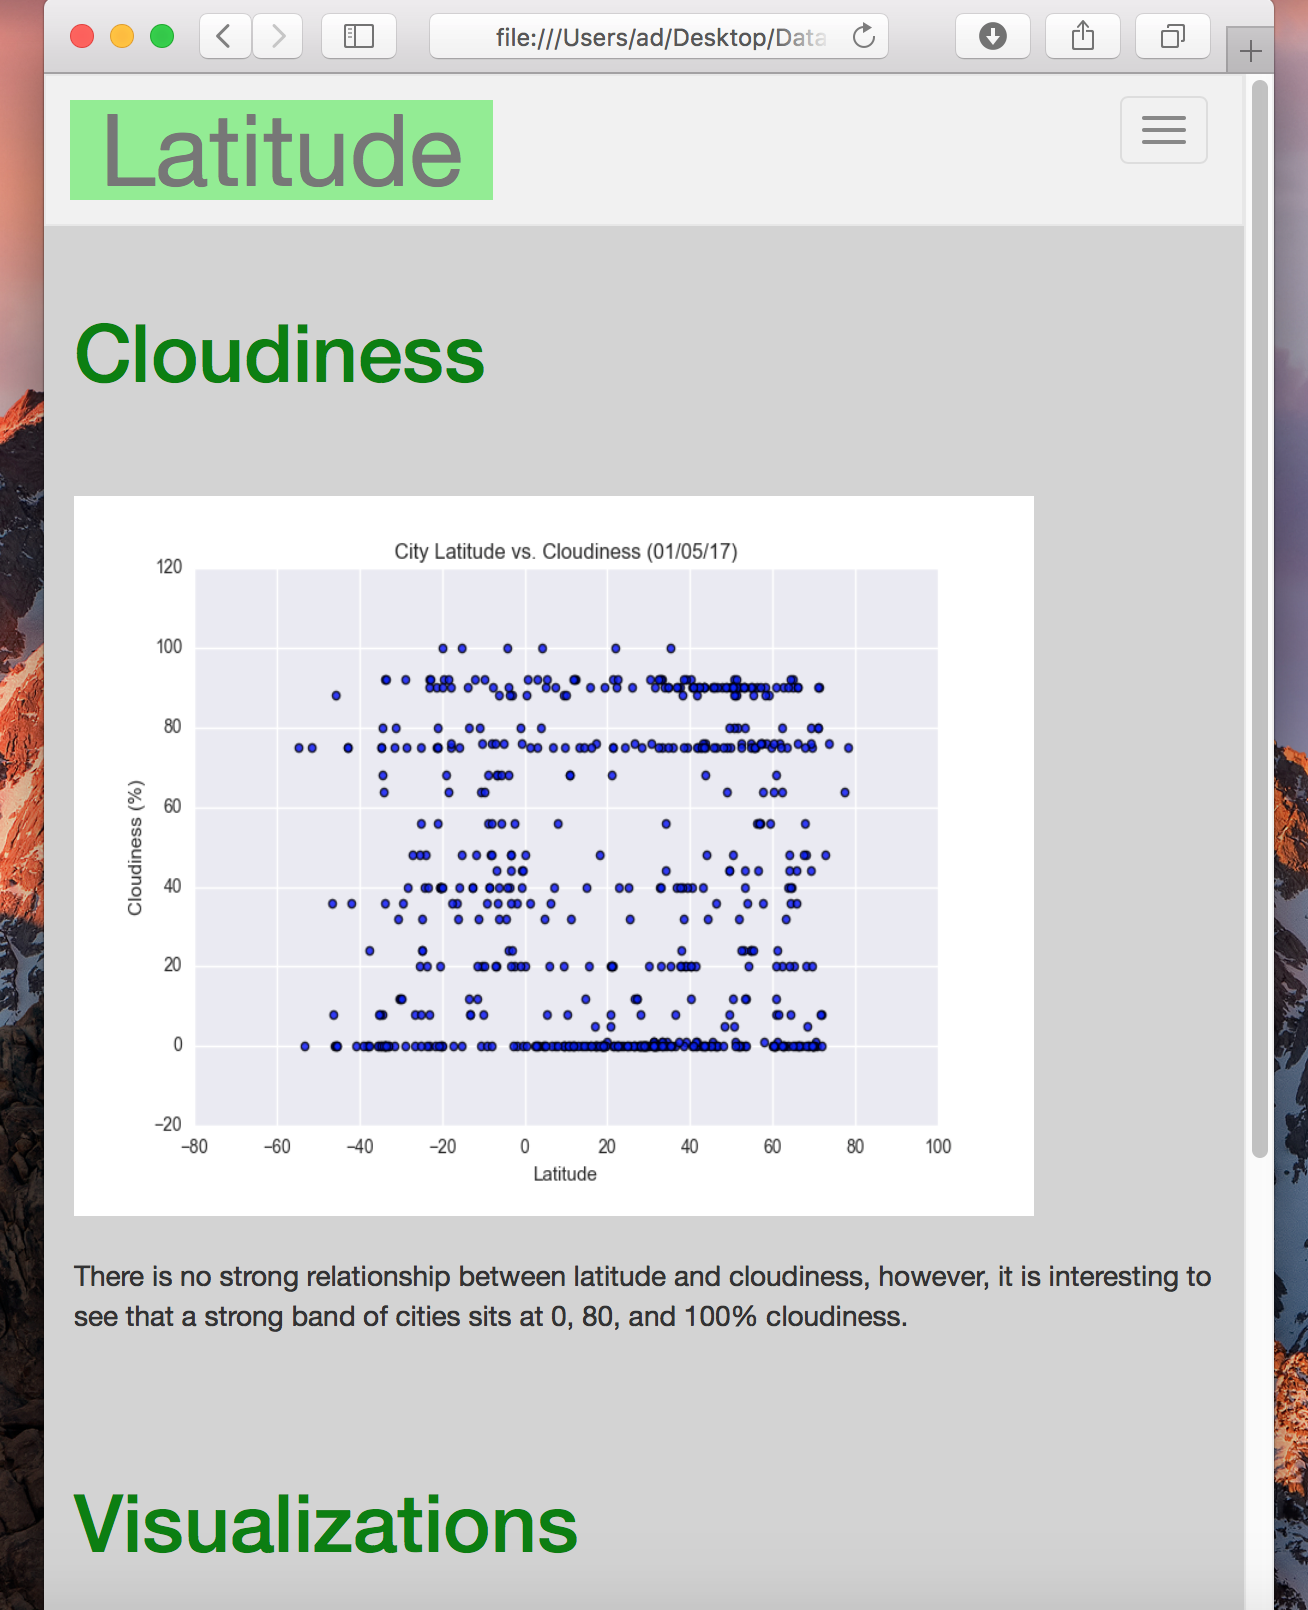 file:///Users/ad/Desktop/Data
Latitude
Cloudiness
City Latitude vs. Cloudiness (01/05/17)
120
100
80
60
40
20
0
−20
Cloudiness (%)
−80 −60 −40 −20 0 20 40 60 80 100
Latitude
There is no strong relationship between latitude and cloudiness, however, it is interesting to
see that a strong band of cities sits at 0, 80, and 100% cloudiness.
Visualizations